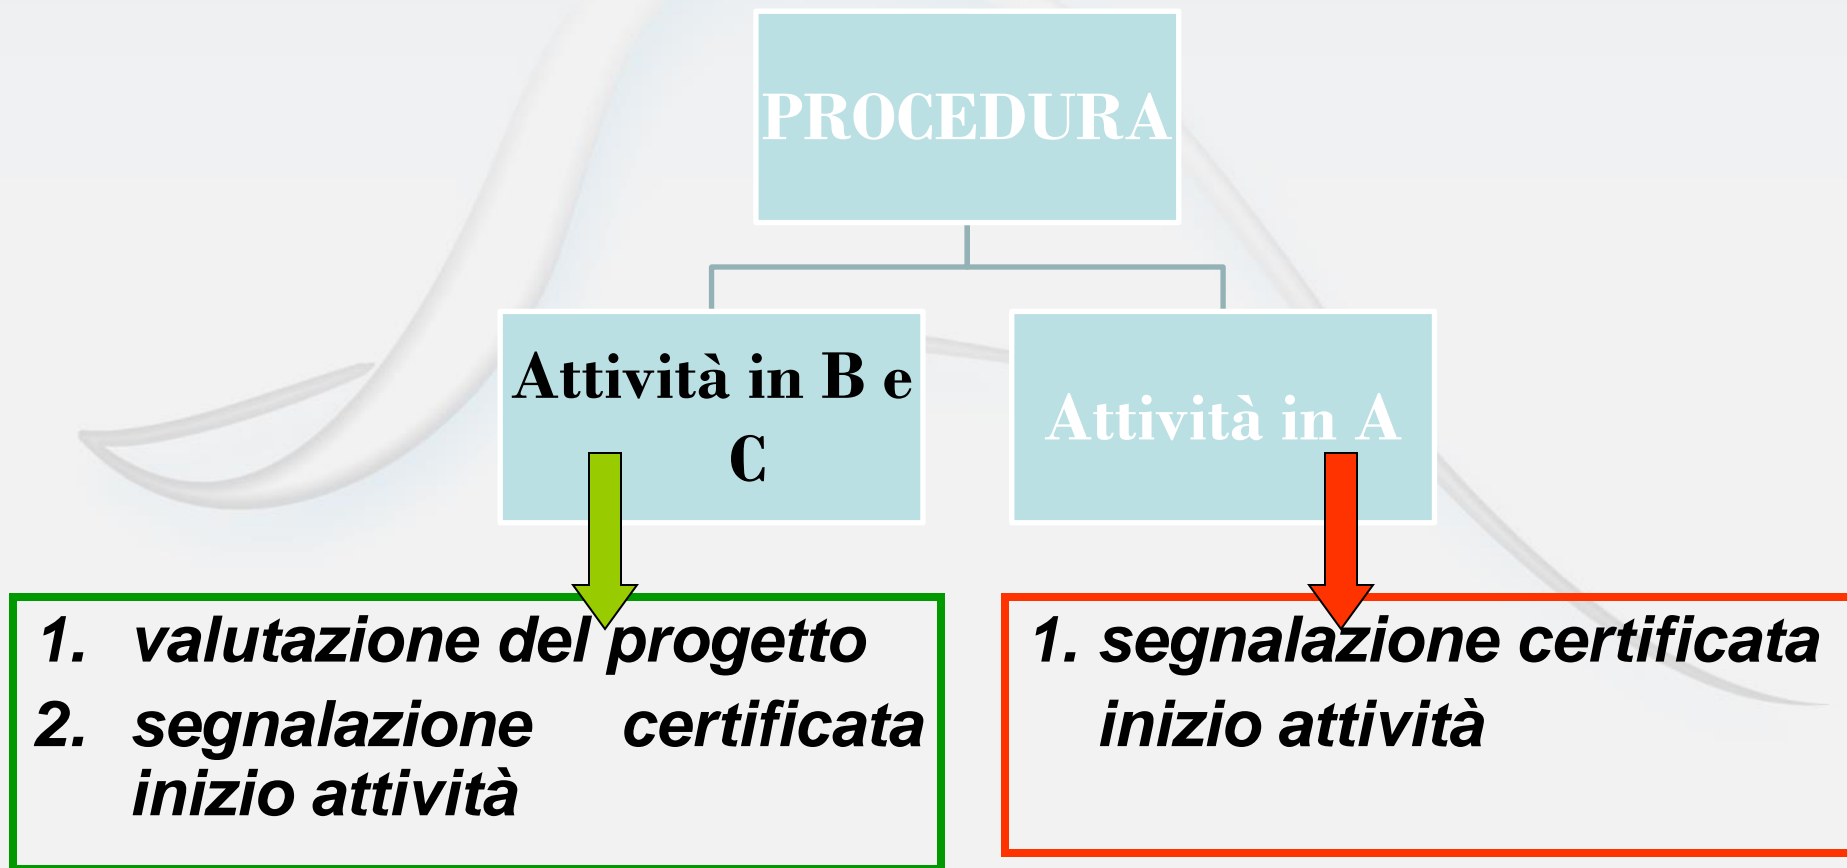 PROCEDURA
Attività in B e
C
Attività in A
1. valutazione del progetto
2. segnalazione certificata
inizio attività
1. segnalazione certificata
inizio attività